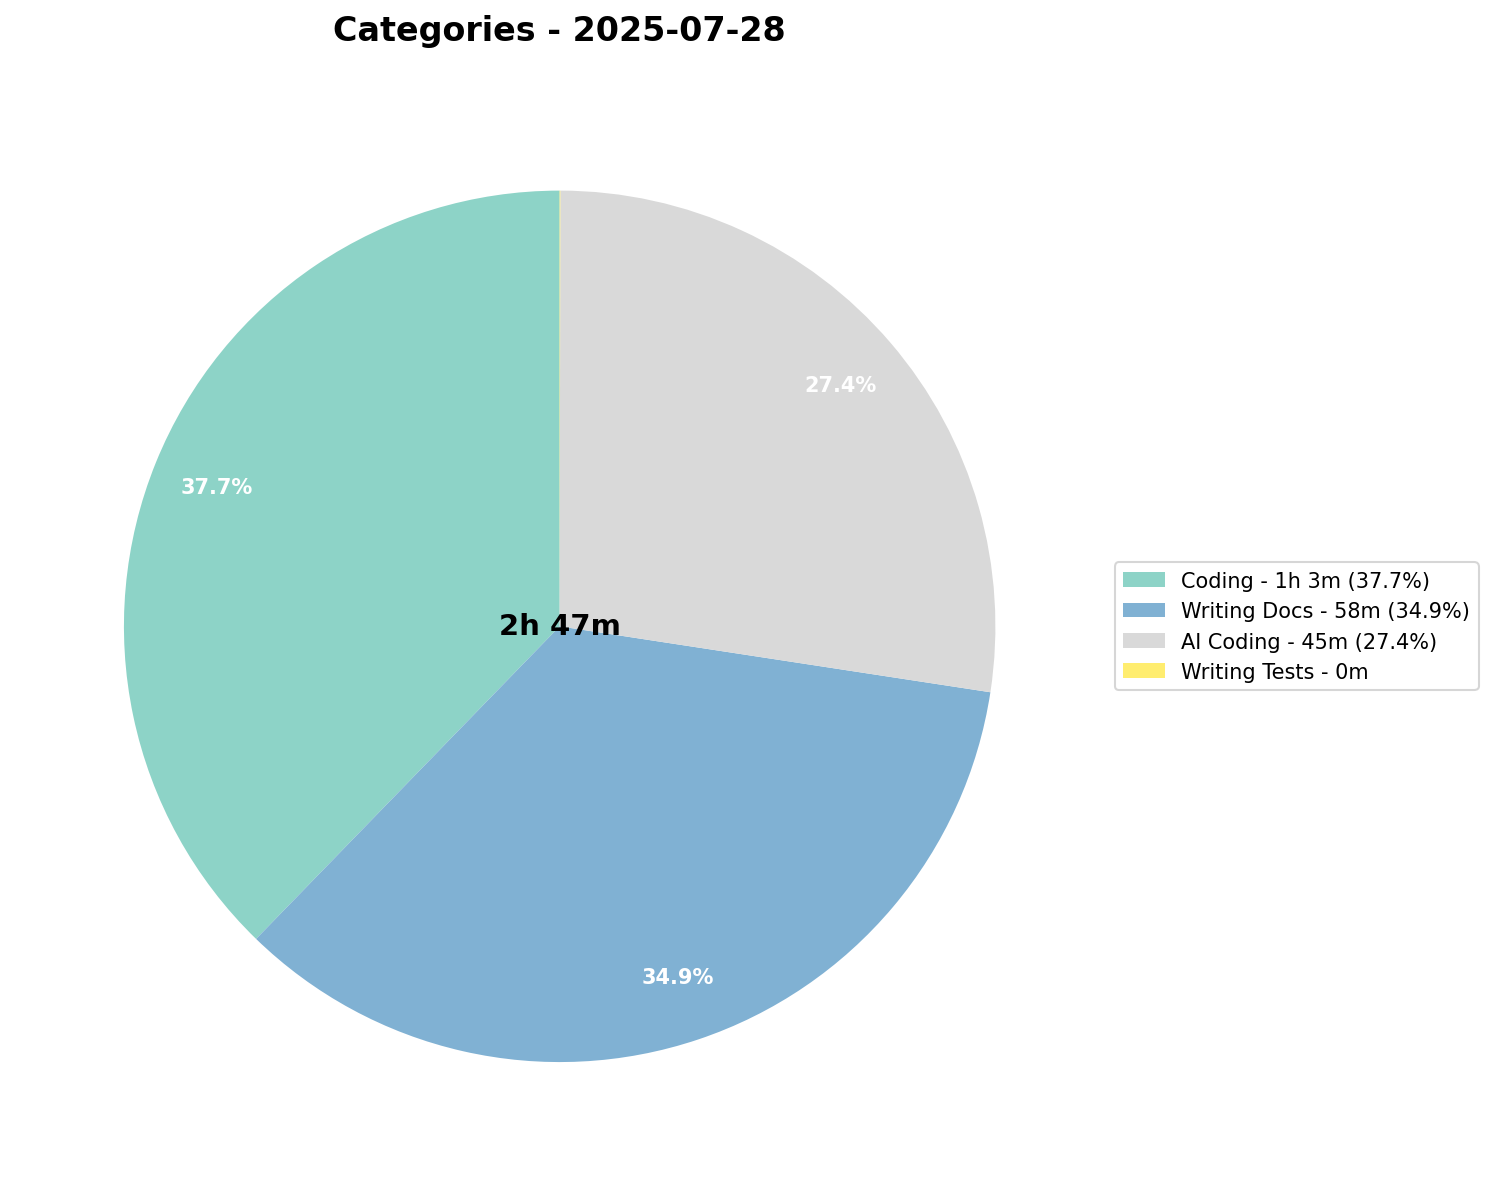 Categories - 2025-07-28
27.4%
37.7%
2h 47m
34.9%
Coding - 1h 3m (37.7%)
Writing Docs - 58m (34.9%)
AI Coding - 45m (27.4%)
Writing Tests - 0m